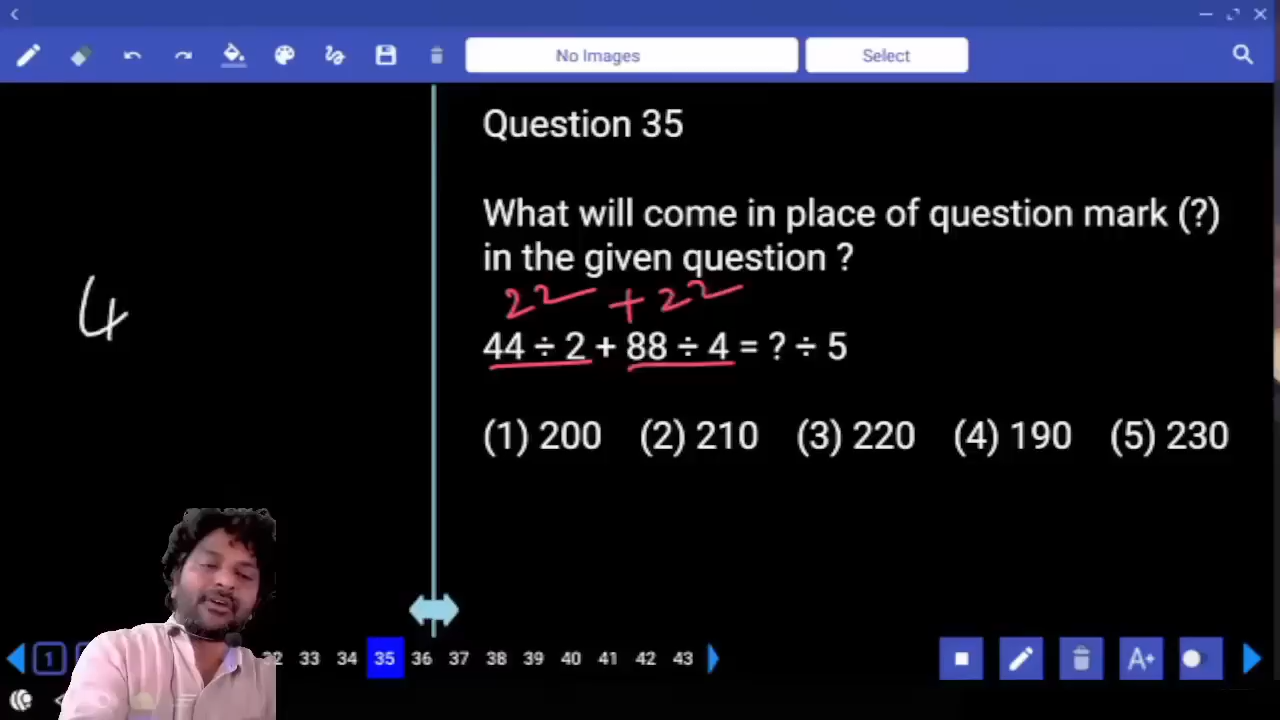 No Images
Select
Question 35
What will come in place of question mark (?)
in the given question ?
22 + 22
44 ÷ 2 + 88 ÷ 4 = ? ÷ 5
4
(1) 200 (2) 210 (3) 220 (4) 190 (5) 230
1 32 33 34 35 36 37 38 39 40 41 42 43
A+